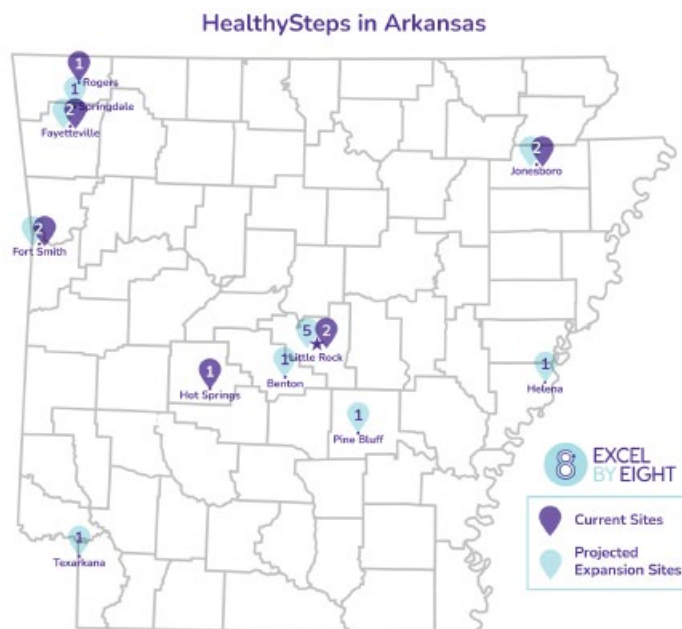 HealthySteps in Arkansas
1
Rogers
1
Springdale
2
Fayetteville
2
Jonesboro
2
Fort Smith
5
2
Little Rock
1
Benton
1
Hot Springs
1
Helena
1
Pine Bluff
8
EXCEL
BY EIGHT
Current Sites
Projected
Expansion Sites
1
Texarkana